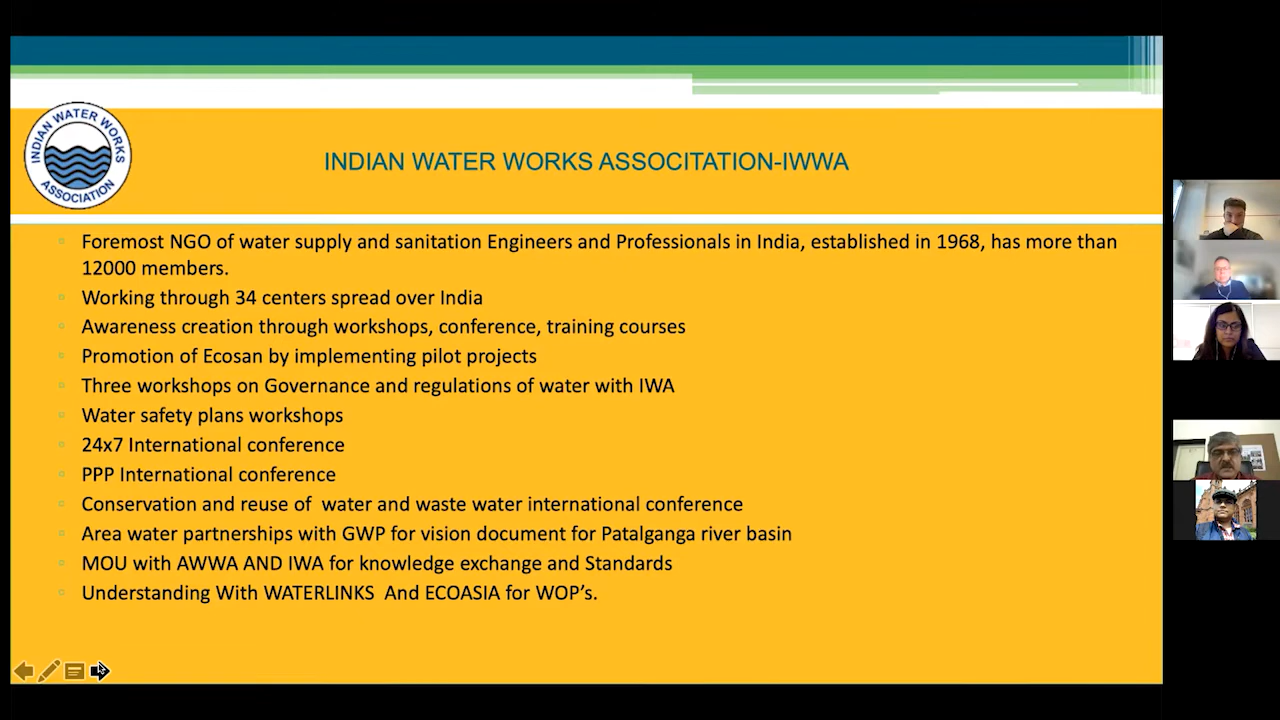 INDIAN WATER WORKS
ASSOCIATION
INDIAN WATER WORKS ASSOCITATION-IWWA
Foremost NGO of water supply and sanitation Engineers and Professionals in India, established in 1968, has more than
12000 members.
Working through 34 centers spread over India
Awareness creation through workshops, conference, training courses
Promotion of Ecosan by implementing pilot projects
Three workshops on Governance and regulations of water with IWA
Water safety plans workshops
24x7 International conference
PPP International conference
Conservation and reuse of water and waste water international conference
Area water partnerships with GWP for vision document for Patalganga river basin
MOU with AWWA AND IWA for knowledge exchange and Standards
Understanding With WATERLINKS And ECOASIA for WOP’s.